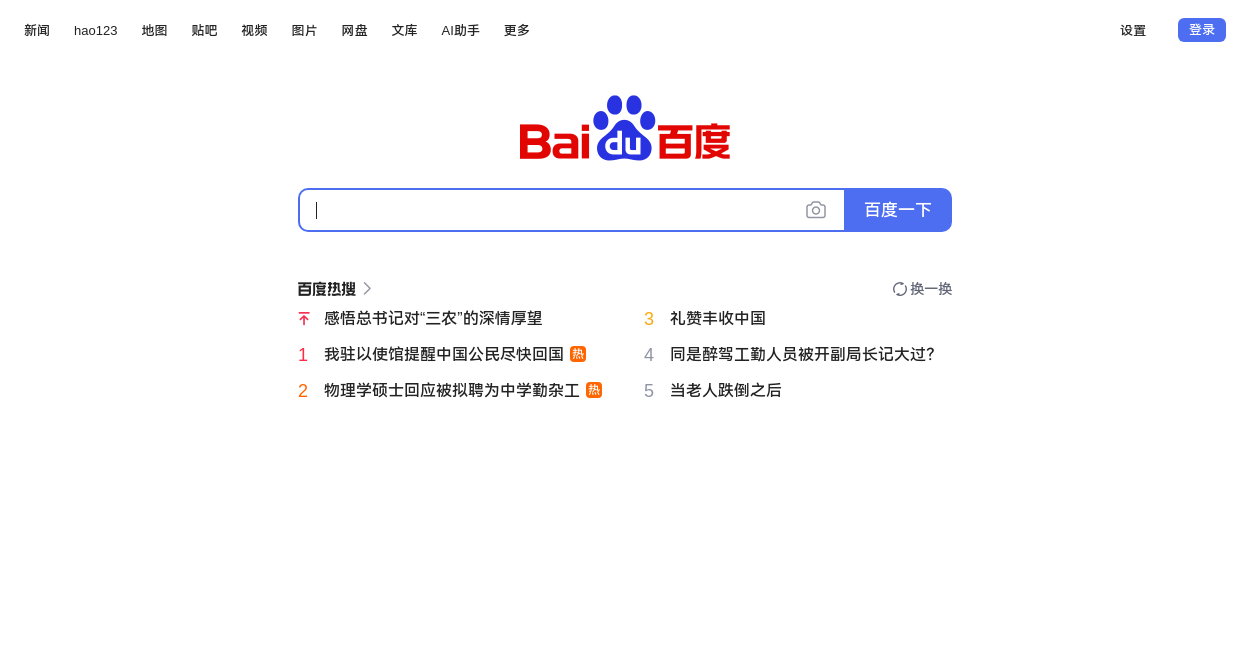 新闻 hao123 地图 贴吧 视频 图片 网盘 文库 AI助手 更多 设置 登录
Bai du 百度
百度一下
百度热搜 换一换
感悟总书记对“三农”的深情厚望
1 我驻以使馆提醒中国公民尽快回国 热
2 物理学硕士回应被拟聘为中学勤杂工 热
3 礼赞丰收中国
4 同是醉驾工勤人员被开副局长记大过？
5 当老人跌倒之后